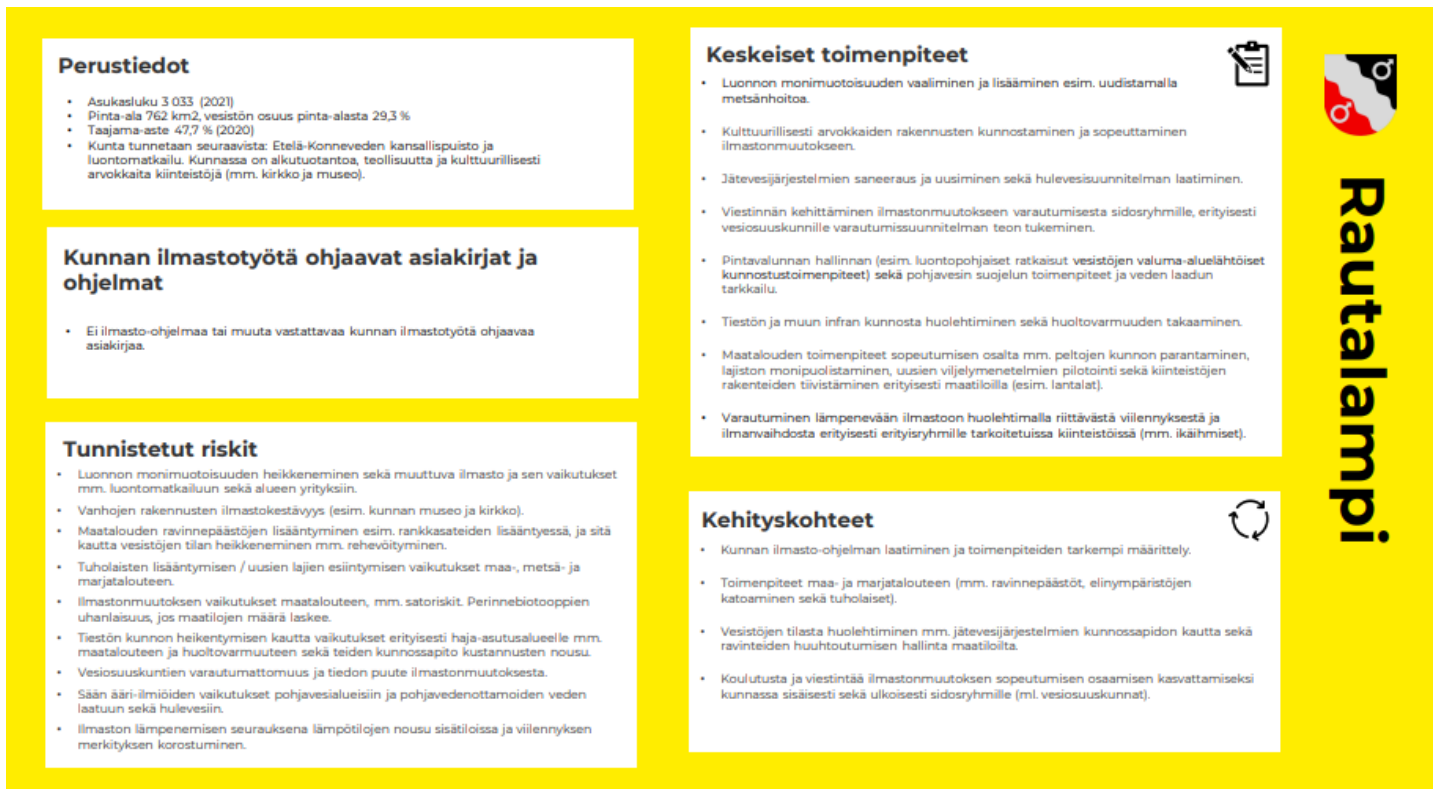 Perustiedot
• Asukasluku 3 033 (2021)
• Pinta-ala 762 km2, vesistön osuus pinta-alasta 29,3 %
• Taajama-aste 47,7 % (2020)
• Kunta tunnetaan seuraavista: Etelä-Konneveden kansallispuisto ja
luontomatkailu. Kunnassa on alkutuotantoa, teollisuutta ja kulttuurillisesti
arvokkaita kiinteistöjä (mm. kirkko ja museo).
Kunnan ilmastotyötä ohjaavat asiakirjat ja
ohjelmat
• Ei ilmasto-ohjelmaa tai muuta vastattavaa kunnan ilmastotyötä ohjaavaa
asiakirjaa.
Tunnistetut riskit
• Luonnon monimuotoisuuden heikkeneminen sekä muuttuva ilmasto ja sen vaikutukset
mm. luontomatkailuun sekä alueen yrityksiin.
• Vanhojen rakennusten ilmastokestävyys (esim. kunnan museo ja kirkko).
• Maatalouden ravinnepäästöjen lisääntyminen esim. rankkasateiden lisääntyessä, ja sitä
kautta vesistöjen tilan heikkeneminen mm. rehevöityminen.
• Tuholaisten lisääntymisen / uusien lajien esiintymisen vaikutukset maa-, metsä- ja
marjatalouteen.
• Ilmastonmuutoksen vaikutukset maatalouteen, mm. satoriskit. Perinnebiotooppien
uhanlaisuus, jos maatilojen määrä laskee.
• Tiestön kunnon heikentymisen kautta vaikutukset erityisesti haja-asutusalueelle mm.
maatalouteen ja huoltovarmuuteen sekä teiden kunnossapito kustannusten nousu.
• Vesiosuuskuntien varautumattomuus ja tiedon puute ilmastonmuutoksesta.
• Sään ääri-ilmiöiden vaikutukset pohjavesialueisiin ja pohjavedenottamoiden veden
laatuun sekä hulevesiin.
• Ilmaston lämpenemisen seurauksena lämpötilojen nousu sisätiloissa ja viilennyksen
merkityksen korostuminen.
Keskeiset toimenpiteet
• Luonnon monimuotoisuuden vaaliminen ja lisääminen esim. uudistamalla
metsänhoitoa.
• Kulttuurillisesti arvokkaiden rakennusten kunnostaminen ja sopeuttaminen
ilmastonmuutokseen.
• Jätevesijärjestelmien saneeraus ja uusiminen sekä hulevesisuunnitelman laatiminen.
• Viestinnän kehittäminen ilmastonmuutokseen varautumisesta sidosryhmille, erityisesti
vesiosuuskunnille varautumissuunnitelman teon tukeminen.
• Pintavalunnan hallinnan (esim. luontopohjaiset ratkaisut vesistöjen valuma-aluelähtöiset
kunnostustoimenpiteet) sekä pohjavesin suojelun toimenpiteet ja veden laadun
tarkkailu.
• Tiestön ja muun infran kunnosta huolehtiminen sekä huoltovarmuuden takaaminen.
• Maatalouden toimenpiteet sopeutumisen osalta mm. peltojen kunnon parantaminen,
lajiston monipuolistaminen, uusien viljelymenetelmien pilotointi sekä kiinteistöjen
rakenteiden tiivistäminen erityisesti maatiloilla (esim. lantalat).
• Varautuminen lämpenevään ilmastoon huolehtimalla riittävästä viilennyksestä ja
ilmanvaihdosta erityisesti erityisryhmille tarkoitetuissa kiinteistöissä (mm. ikäihmiset).
Kehityskohteet
• Kunnan ilmasto-ohjelman laatiminen ja toimenpiteiden tarkempi määrittely.
• Toimenpiteet maa- ja marjatalouteen (mm. ravinnepäästöt, elinympäristöjen
katoaminen sekä tuholaiset).
• Vesistöjen tilasta huolehtiminen mm. jätevesijärjestelmien kunnossapidon kautta sekä
ravinteiden huuhtoutumisen hallinta maatiloilta.
• Koulutusta ja viestintää ilmastonmuutoksen sopeutumisen osaamisen kasvattamiseksi
kunnassa sisäisesti sekä ulkoisesti sidosryhmille (ml. vesiosuuskunnat).
Rautalampi